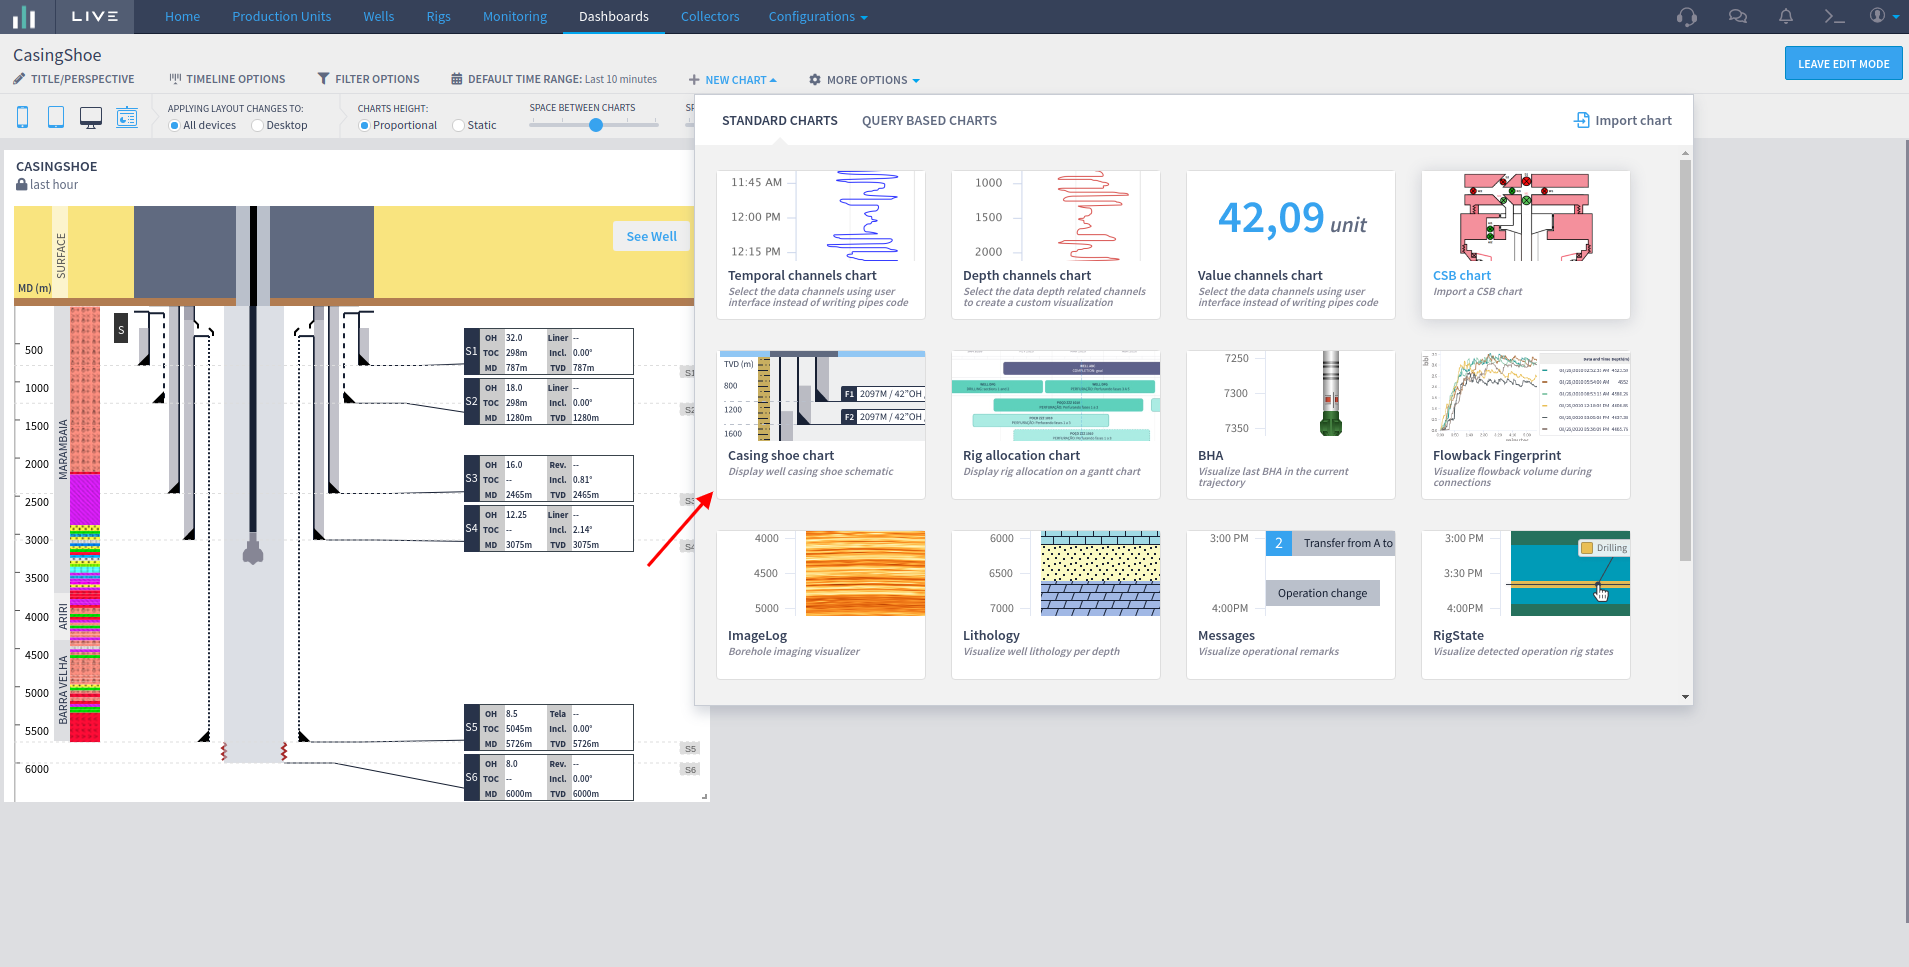 LIVE Home Production Units Wells Rigs Monitoring Dashboards Collectors Configurations
CasingShoe
TITLE/PERSPECTIVE TIMELINE OPTIONS FILTER OPTIONS DEFAULT TIME RANGE: Last 10 minutes NEW CHART MORE OPTIONS
LEAVE EDIT MODE
APPLYING LAYOUT CHANGES TO:
All devices Desktop
CHARTS HEIGHT:
Proportional Static
SPACE BETWEEN CHARTS
SP
CASINGSHOE
last hour
SURFACE
MD (m)
See Well
S
500
1000
1500
2000
2500
3000
3500
4000
4500
5000
5500
6000
MARAMBAIA
ARIRI
BARRA VELHA
S1
OH 32.0 Liner --
TOC 298m Incl. 0.00°
MD 787m TVD 787m
S1
S2
OH 18.0 Liner --
TOC 298m Incl. 0.00°
MD 1280m TVD 1280m
S2
S3
OH 16.0 Rev. --
TOC -- Incl. 0.81°
MD 2465m TVD 2465m
S3
S4
OH 12.25 Liner --
TOC -- Incl. 2.14°
MD 3075m TVD 3075m
S4
S5
OH 8.5 Tela --
TOC 5045m Incl. 0.00°
MD 5726m TVD 5726m
S5
S6
OH 8.0 Rev. --
TOC -- Incl. 0.00°
MD 6000m TVD 6000m
S6
STANDARD CHARTS QUERY BASED CHARTS Import chart
11:45 AM
12:00 PM
12:15 PM
Temporal channels chart
Select the data channels using user
interface instead of writing pipes code
1000
1500
2000
Depth channels chart
Select the data depth related channels
to create a custom visualization
42,09 unit
Value channels chart
Select the data channels using user
interface instead of writing pipes code
CSB chart
Import a CSB chart
TVD (m)
800
1200
1600
F1 2097M / 42"OH
F2 2097M / 42"OH
Casing shoe chart
Display well casing shoe schematic
Rig allocation chart
Display rig allocation on a gantt chart
7250
7300
7350
BHA
Visualize last BHA in the current
trajectory
Flowback Fingerprint
Visualize flowback volume during
connections
4000
4500
5000
ImageLog
Borehole imaging visualizer
6000
6500
7000
Lithology
Visualize well lithology per depth
3:00 PM
4:00PM
2 Transfer from A to
Operation change
Messages
Visualize operational remarks
3:00 PM
3:30 PM
4:00PM
Drilling
RigState
Visualize detected operation rig states